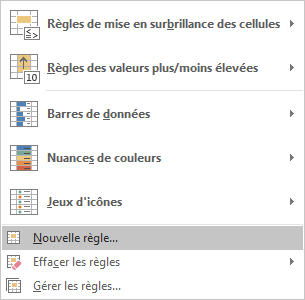 Règles de mise en surbrillance des cellules
Règles des valeurs plus/moins élevées
10
Barres de données
Nuances de couleurs
Jeux d'icônes
Nouvelle règle...
Effacer les règles
Gérer les règles...